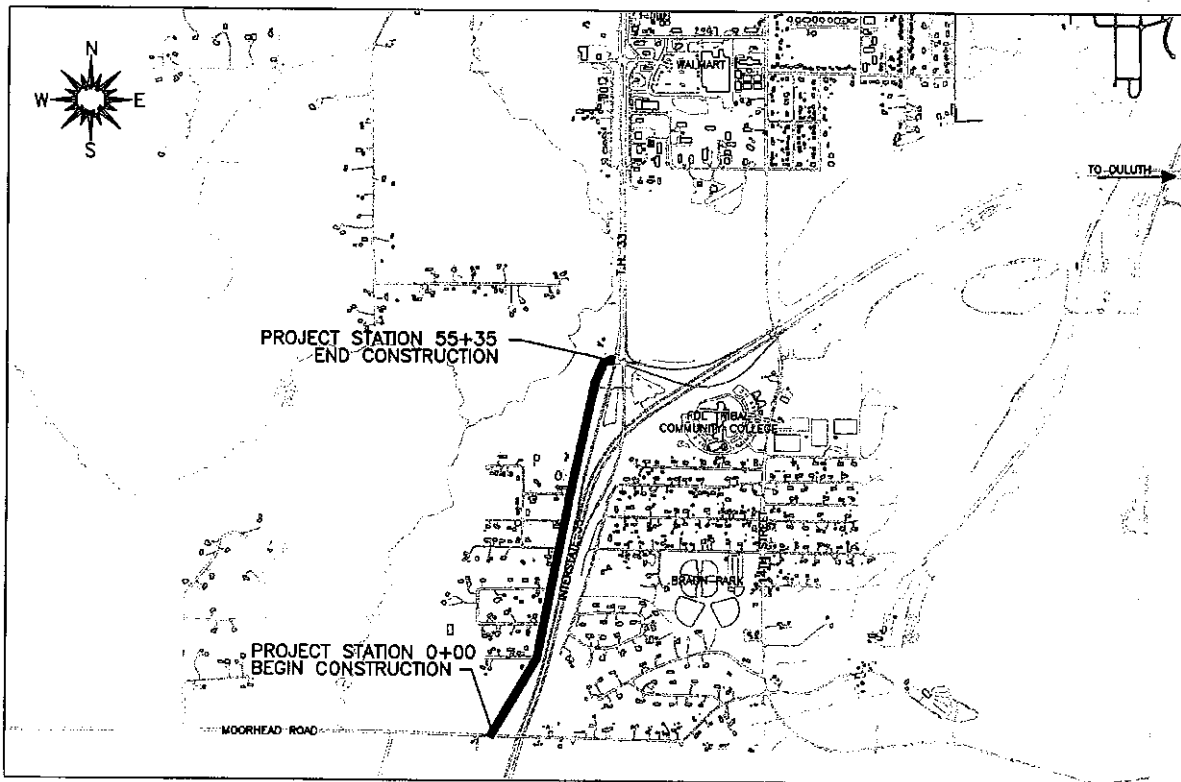 N
W E
S
WALMART
TO DULUTH
T.H. 33
PROJECT STATION 55+35
END CONSTRUCTION
FDL TRIBAL
COMMUNITY COLLEGE
INTERSTATE 35
BRAUN PARK
PROJECT STATION 0+00
BEGIN CONSTRUCTION
MOORHEAD ROAD